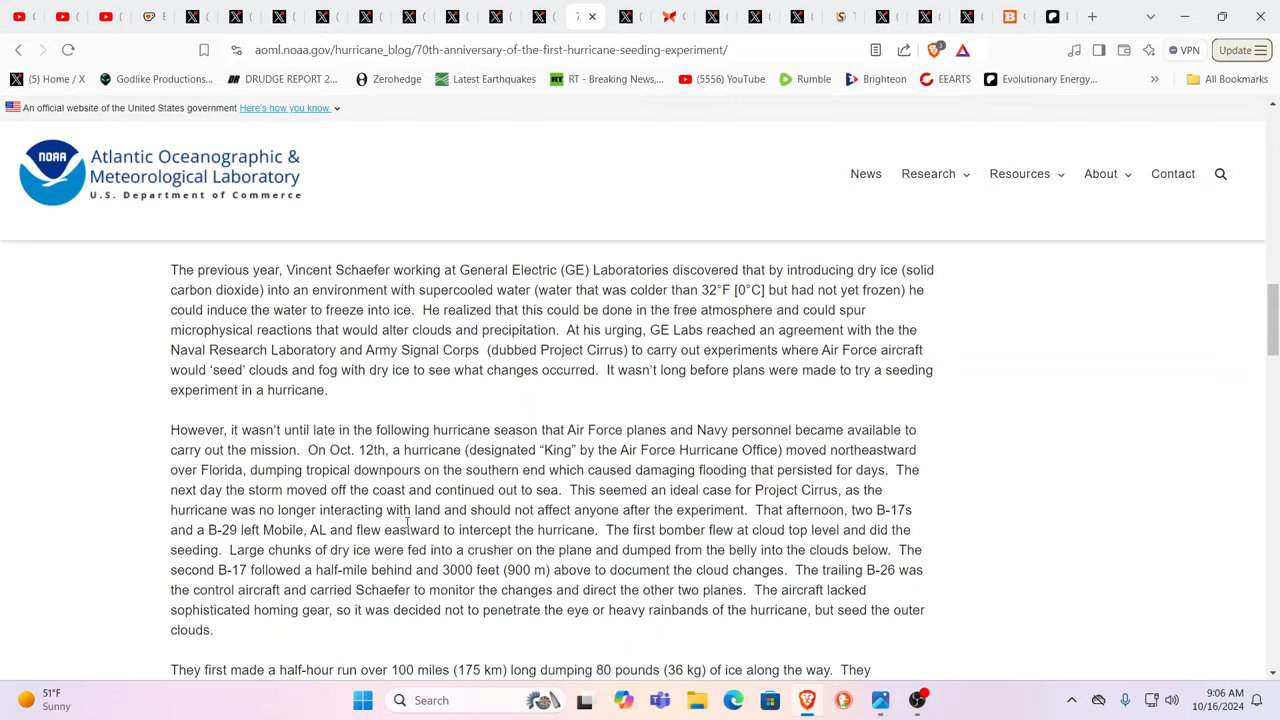 7
aoml.noaa.gov/hurricane_blog/70th-anniversary-of-the-first-hurricane-seeding-experiment/
3
VPN
Update
(5) Home / X
Godlike Productions...
DRUDGE REPORT 2...
Zerohedge
Latest Earthquakes
RT - Breaking News,...
(5556) YouTube
Rumble
Brighteon
EEARTS
Evolutionary Energy...
All Bookmarks
An official website of the United States government Here's how you know
NOAA
Atlantic Oceanographic &
Meteorological Laboratory
U.S. Department of Commerce
News
Research
Resources
About
Contact
The previous year, Vincent Schaefer working at General Electric (GE) Laboratories discovered that by introducing dry ice (solid
carbon dioxide) into an environment with supercooled water (water that was colder than 32°F [0°C] but had not yet frozen) he
could induce the water to freeze into ice. He realized that this could be done in the free atmosphere and could spur
microphysical reactions that would alter clouds and precipitation. At his urging, GE Labs reached an agreement with the the
Naval Research Laboratory and Army Signal Corps (dubbed Project Cirrus) to carry out experiments where Air Force aircraft
would ‘seed’ clouds and fog with dry ice to see what changes occurred. It wasn’t long before plans were made to try a seeding
experiment in a hurricane.
However, it wasn’t until late in the following hurricane season that Air Force planes and Navy personnel became available to
carry out the mission. On Oct. 12th, a hurricane (designated “King” by the Air Force Hurricane Office) moved northeastward
over Florida, dumping tropical downpours on the southern end which caused damaging flooding that persisted for days. The
next day the storm moved off the coast and continued out to sea. This seemed an ideal case for Project Cirrus, as the
hurricane was no longer interacting with land and should not affect anyone after the experiment. That afternoon, two B-17s
and a B-29 left Mobile, AL and flew eastward to intercept the hurricane. The first bomber flew at cloud top level and did the
seeding. Large chunks of dry ice were fed into a crusher on the plane and dumped from the belly into the clouds below. The
second B-17 followed a half-mile behind and 3000 feet (900 m) above to document the cloud changes. The trailing B-26 was
the control aircraft and carried Schaefer to monitor the changes and direct the other two planes. The aircraft lacked
sophisticated homing gear, so it was decided not to penetrate the eye or heavy rainbands of the hurricane, but seed the outer
clouds.
They first made a half-hour run over 100 miles (175 km) long dumping 80 pounds (36 kg) of ice along the way. They
51°F
Sunny
Search
9:06 AM
10/16/2024